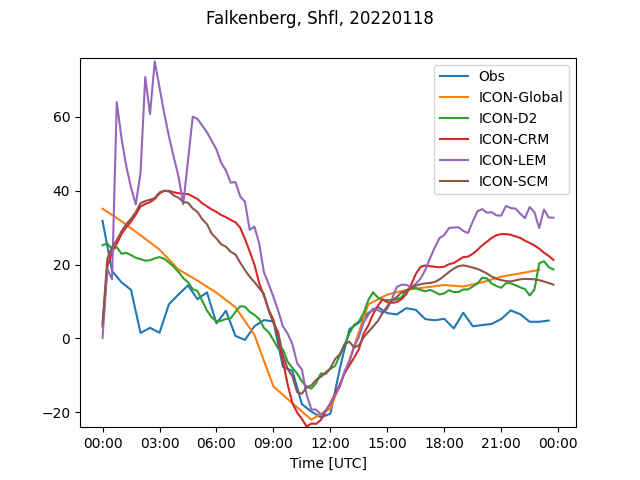 Falkenberg, Shfl, 20220118
Obs
ICON-Global
ICON-D2
ICON-CRM
ICON-LEM
ICON-SCM
60
40
20
0
−20
00:00 03:00 06:00 09:00 12:00 15:00 18:00 21:00 00:00
Time [UTC]